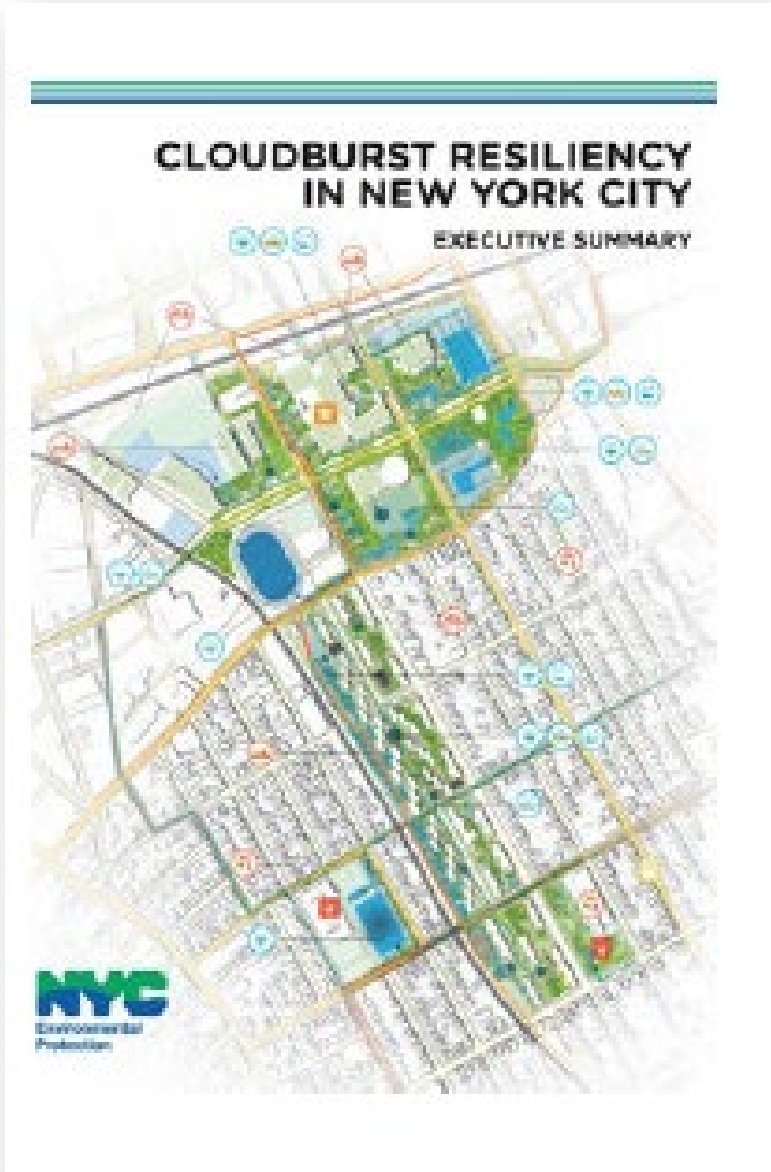 CLOUDBURST RESILIENCY
IN NEW YORK CITY
EXECUTIVE SUMMARY
NYC
Environmental
Protection